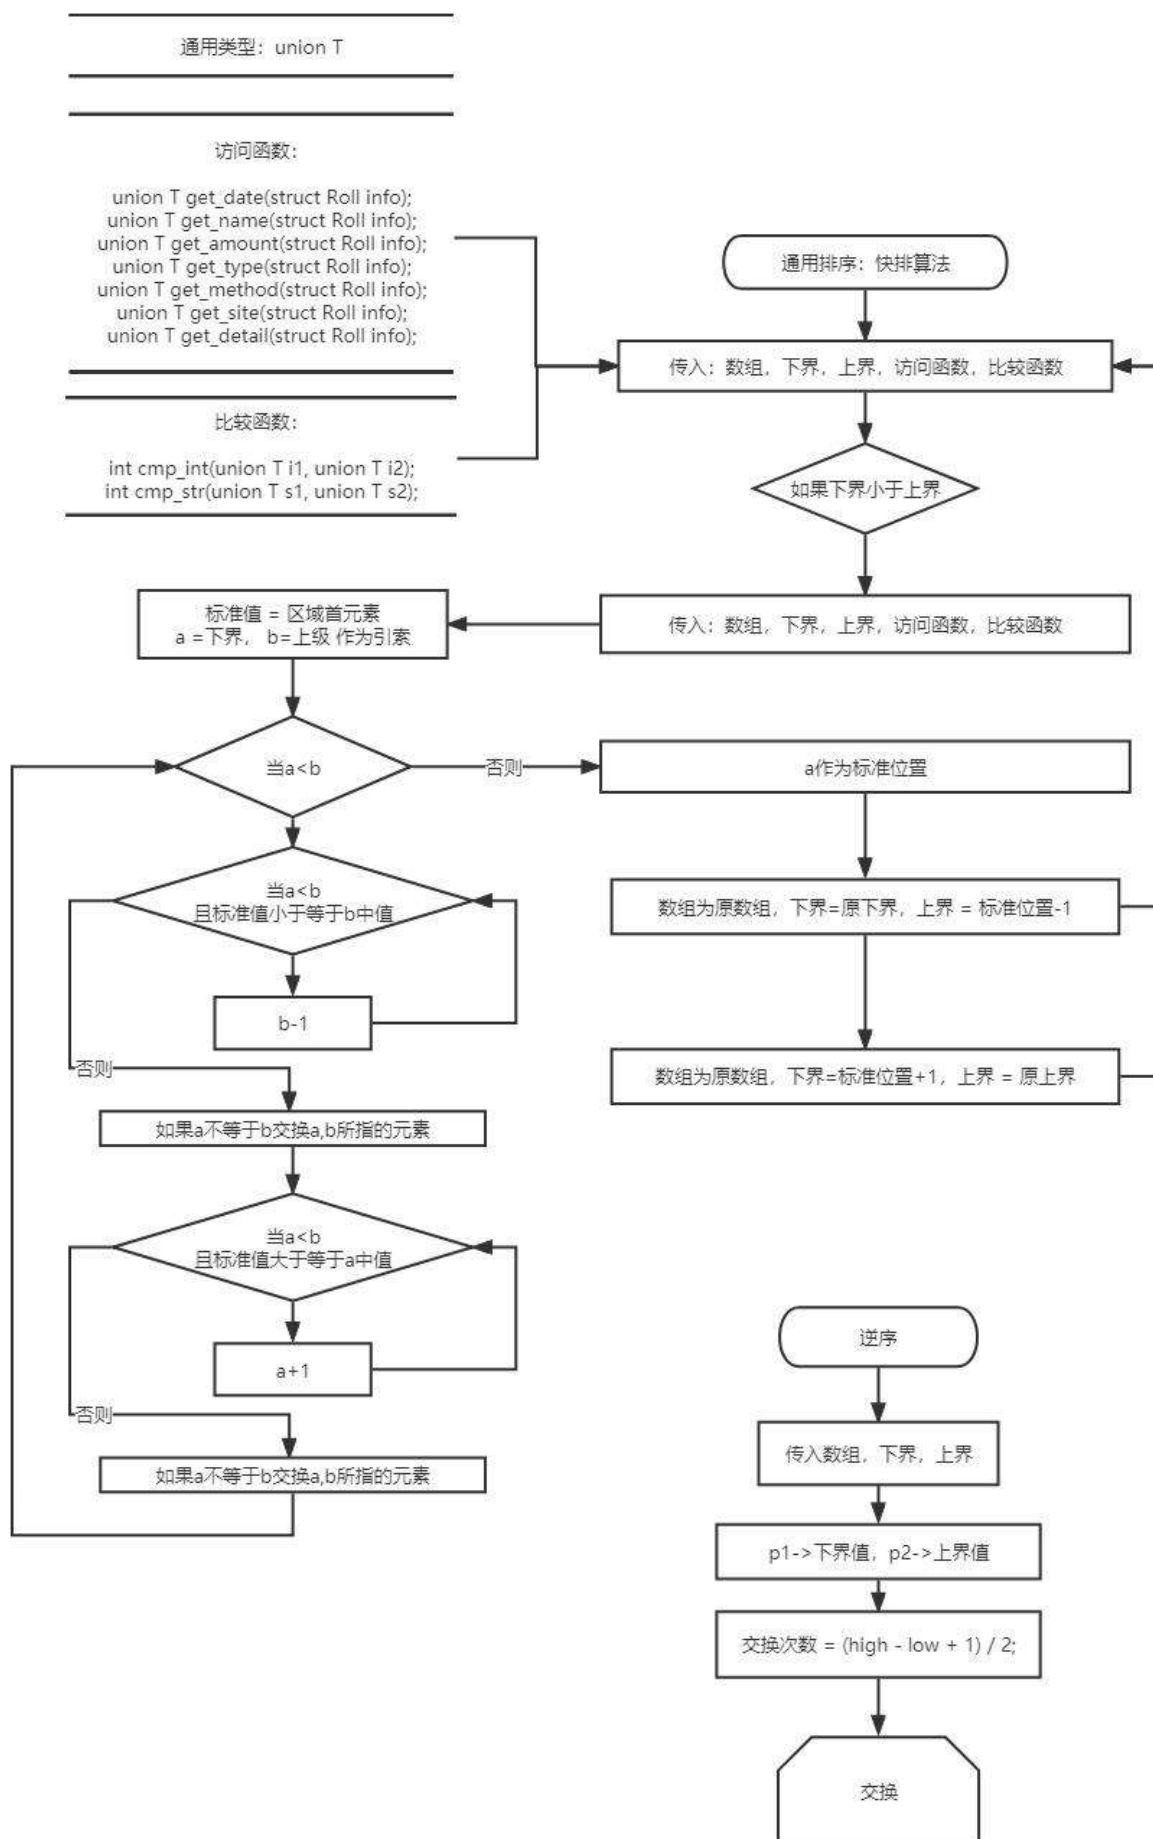 通用类型：union T
访问函数：
union T get_date(struct Roll info);
union T get_name(struct Roll info);
union T get_amount(struct Roll info);
union T get_type(struct Roll info);
union T get_method(struct Roll info);
union T get_site(struct Roll info);
union T get_detail(struct Roll info);
比较函数：
int cmp_int(union T i1, union T i2);
int cmp_str(union T s1, union T s2);
通用排序：快排算法
传入：数组，下界，上界，访问函数，比较函数
如果下界小于上界
传入：数组，下界，上界，访问函数，比较函数
标准值 = 区域首元素
a =下界， b=上级 作为引索
当a<b
否则
a作为标准位置
当a<b
且标准值小于等于b中值
b-1
否则
如果a不等于b交换a,b所指的元素
当a<b
且标准值大于等于a中值
a+1
否则
如果a不等于b交换a,b所指的元素
数组为原数组，下界=原下界，上界 = 标准位置-1
数组为原数组，下界=标准位置+1，上界 = 原上界
逆序
传入数组，下界，上界
p1->下界值，p2->上界值
交换次数 = (high - low + 1) / 2;
交换